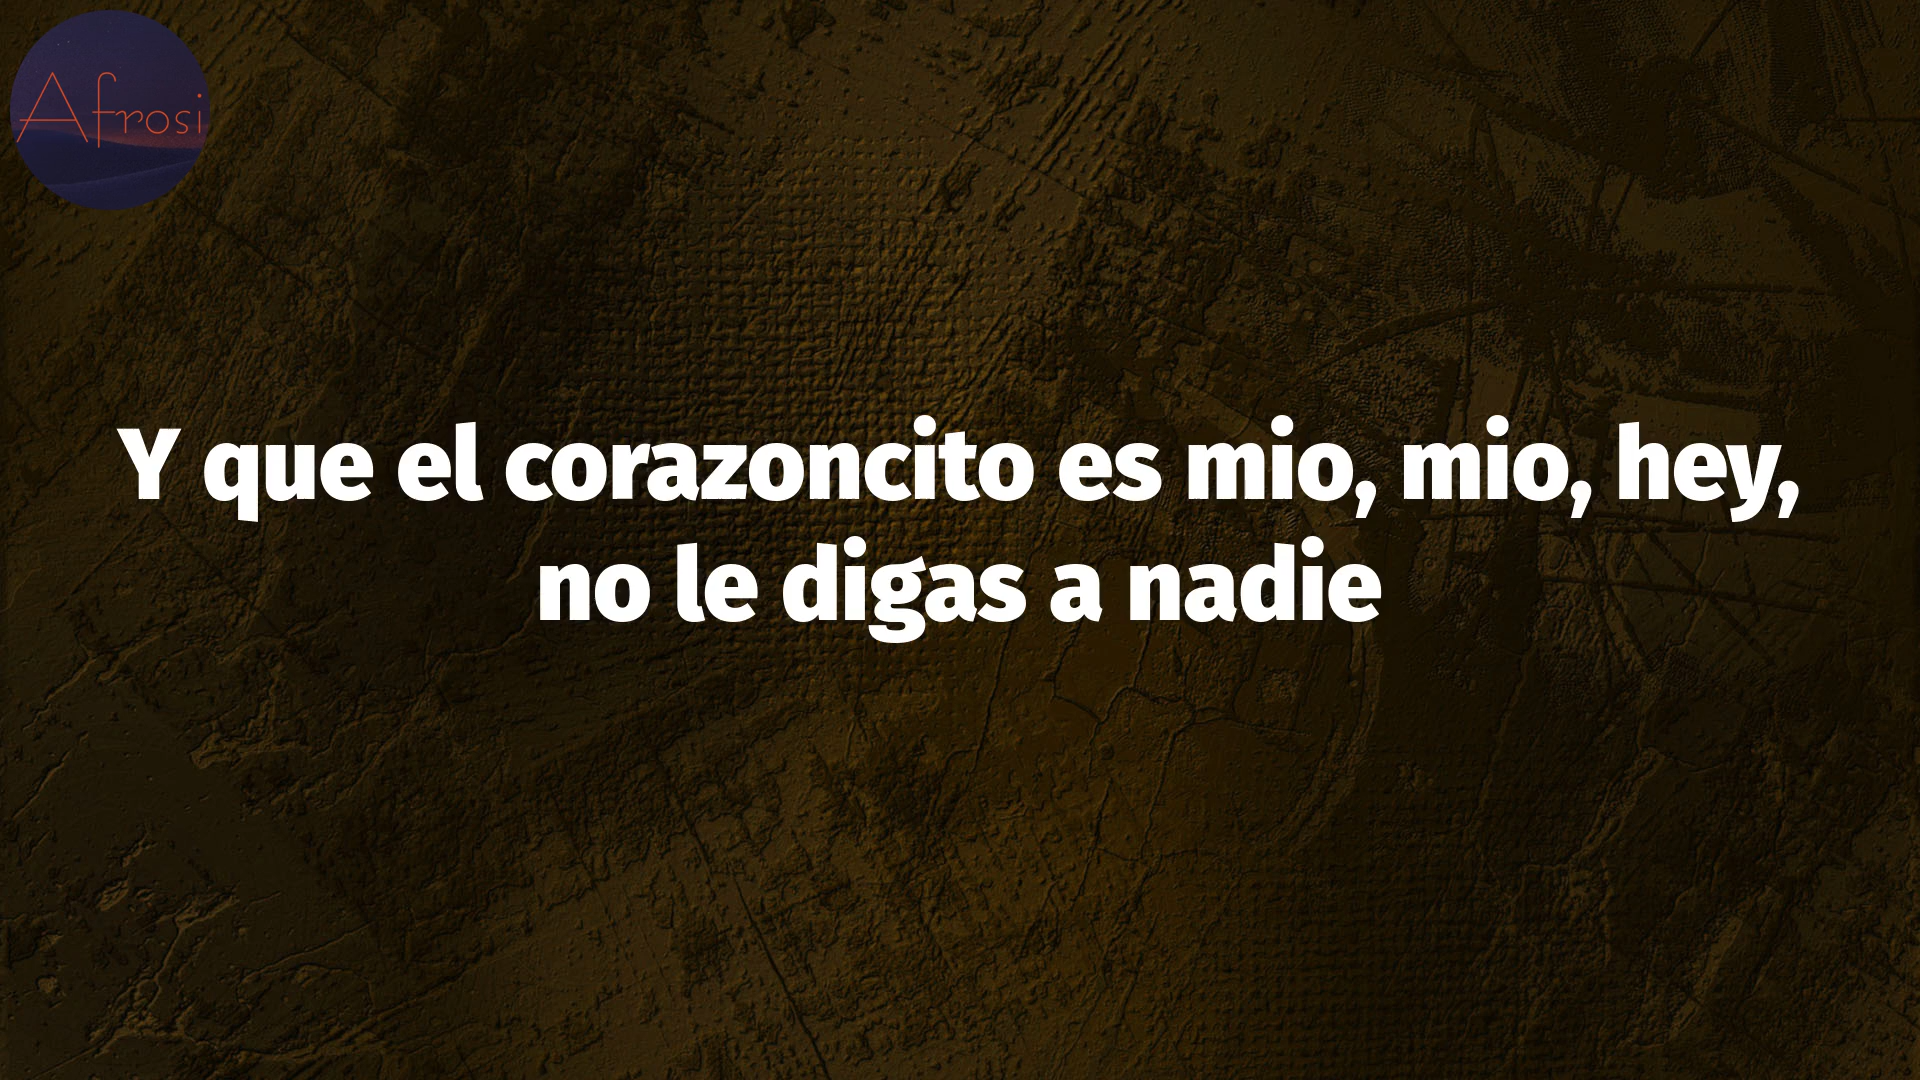 Afrosi
Y que el corazoncito es mio, mio, hey,
no le digas a nadie